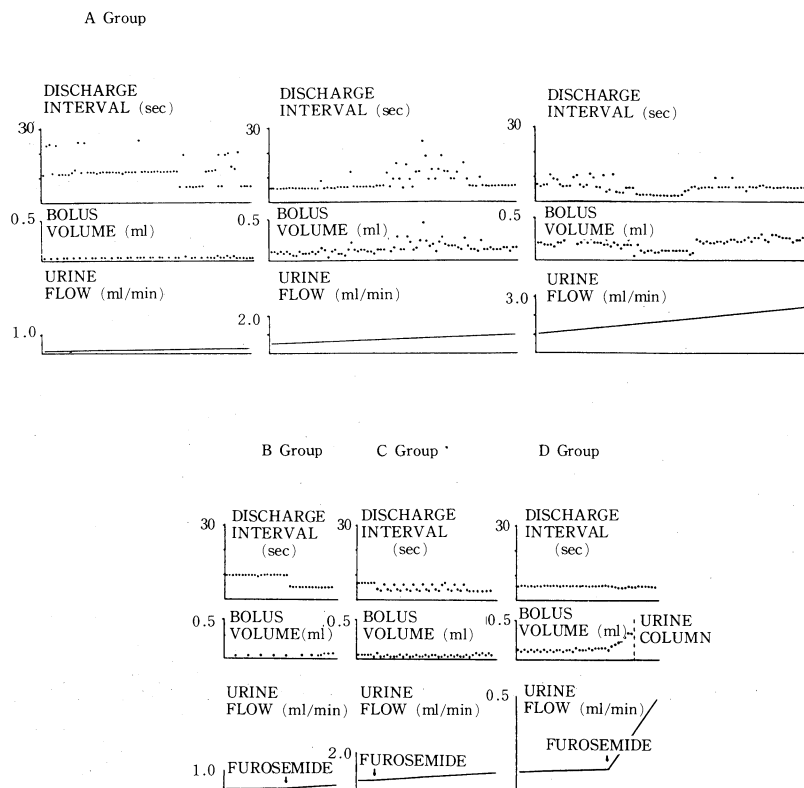 A Group
DISCHARGE
INTERVAL (sec)
30
BOLUS
VOLUME (ml)
0.5
URINE
FLOW (ml/min)
1.0
DISCHARGE
INTERVAL (sec)
30
BOLUS
VOLUME (ml)
0.5
URINE
FLOW (ml/min)
2.0
DISCHARGE
INTERVAL (sec)
30
BOLUS
VOLUME (ml)
0.5
URINE
FLOW (ml/min)
3.0
B Group
DISCHARGE
INTERVAL
(sec)
30
BOLUS
VOLUME(ml)
0.5
URINE
FLOW (ml/min)
1.0
FUROSEMIDE
C Group
DISCHARGE
INTERVAL
(sec)
30
BOLUS
VOLUME (ml)
0.5
URINE
FLOW (ml/min)
2.0
FUROSEMIDE
D Group
DISCHARGE
INTERVAL
(sec)
30
BOLUS
VOLUME (ml)
0.5
URINE
COLUMN
URINE
FLOW (ml/min)
0.5
FUROSEMIDE